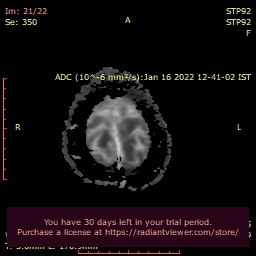 Im: 21/22
Se: 350
STP92
STP92
F
A
ADC (10^-6 mm²/s):Jan 16 2022 12-41-02 IST
R
L
You have 30 days left in your trial period.
Purchase a license at https://radiantviewer.com/store/